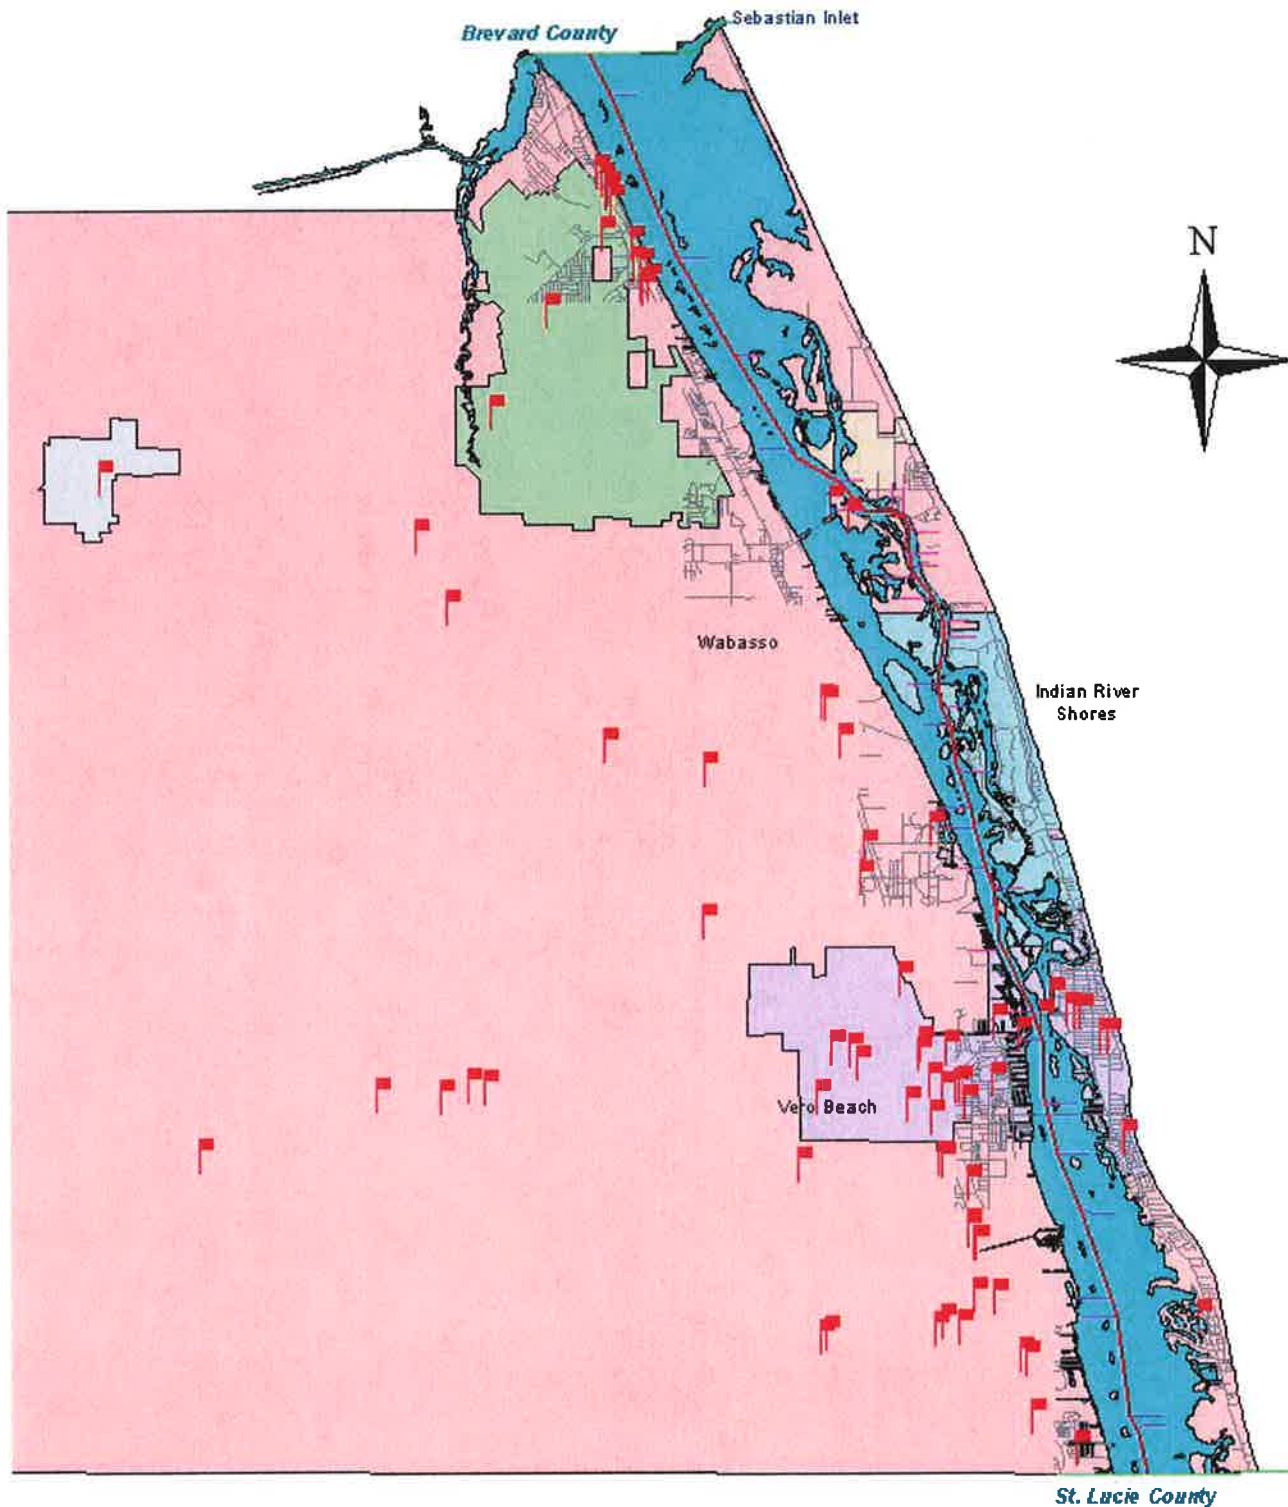 Sebastian Inlet
Brevard County
N
Wabasso
Indian River
Shores
Vero Beach
St. Lucie County